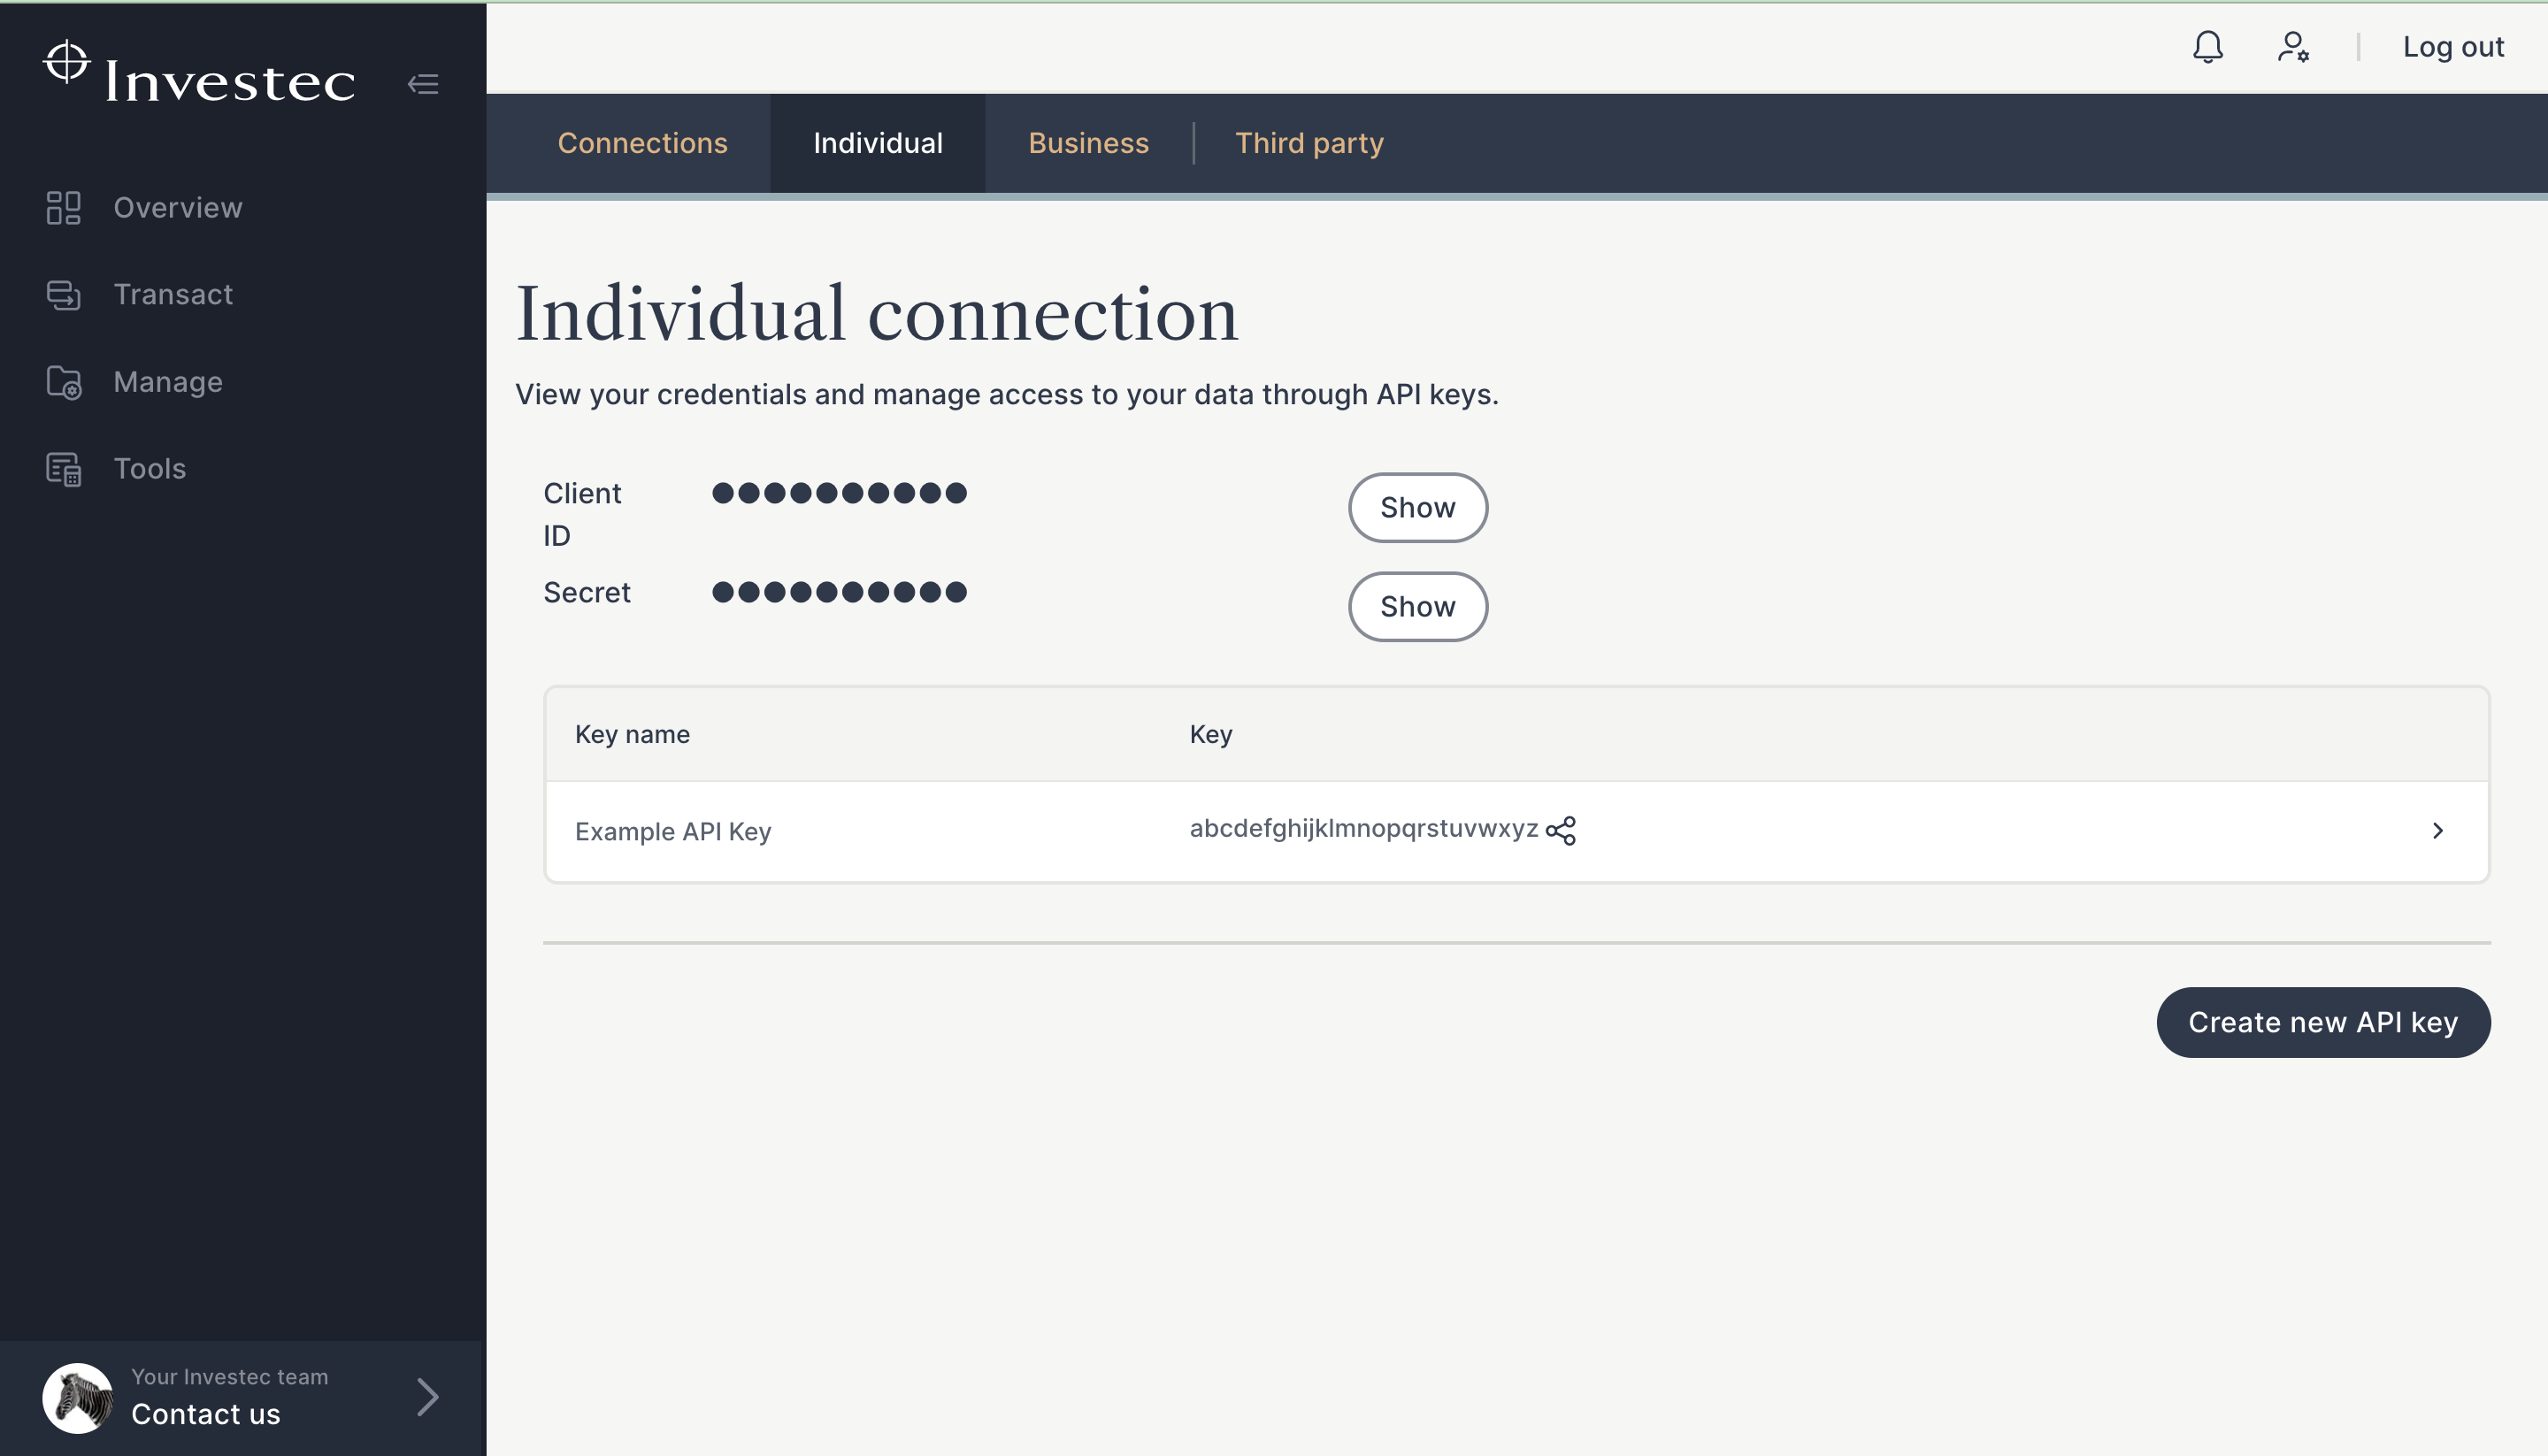 Investec
Log out
Connections
Individual
Business
Third party
Overview
Transact
Manage
Tools
Individual connection
View your credentials and manage access to your data through API keys.
Client
ID
Show
Secret
Show
Key name
Key
Example API Key
abcdefghijklmnopqrstuvwxyz
Create new API key
Your Investec team
Contact us